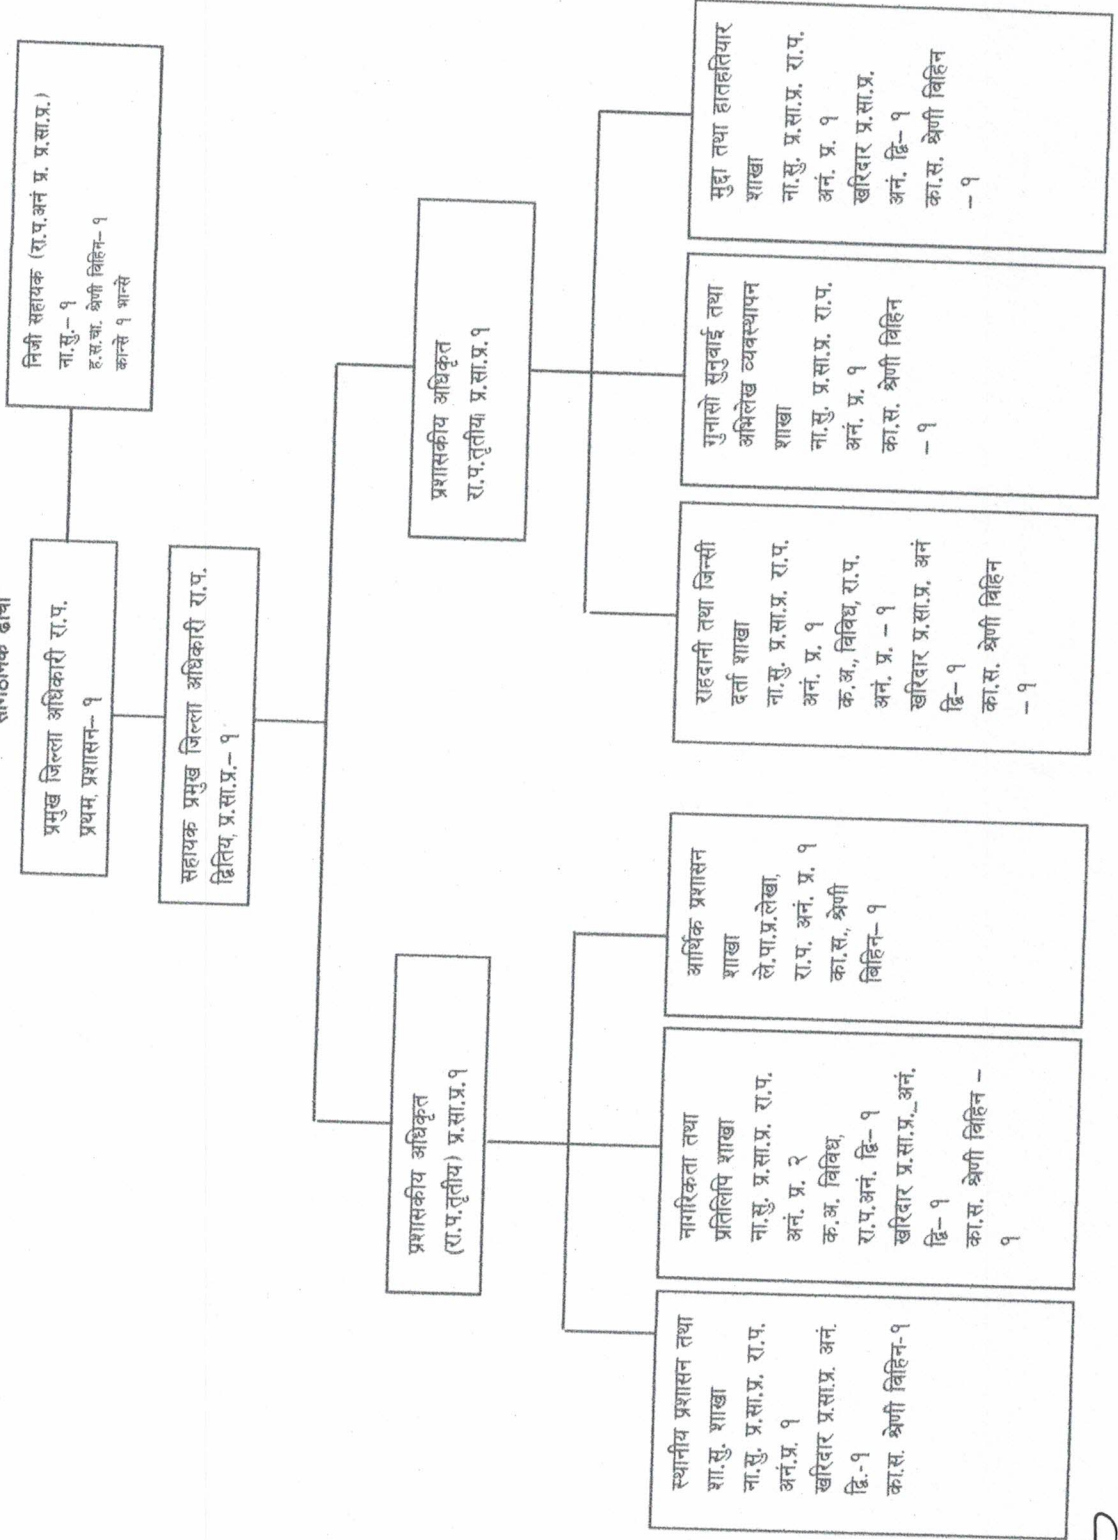 सांगठनिक ढाँचा
निजी सहायक (रा.प.अनं प्र. प्र.सा.प्र.)
ना.सु.– १
ह.स.चा. श्रेणी विहिन– १
कान्से १ भान्से
प्रमुख जिल्ला अधिकारी रा.प.
प्रथम, प्रशासन– १
सहायक प्रमुख जिल्ला अधिकारी रा.प.
द्वितिय, प्र.सा.प्र.– १
प्रशासकीय अधिकृत
(रा.प.तृतीय) प्र.सा.प्र.१
प्रशासकीय अधिकृत
रा.प.तृतीया प्र.सा.प्र.१
स्थानीय प्रशासन तथा
शा.सु. शाखा
ना.सु. प्र.सा.प्र. रा.प.
अनं.प्र. १
खरिदार प्र.सा.प्र. अनं.
द्वि.-१
का.स. श्रेणी विहिन-१
नागरिकता तथा
प्रतिलिपि शाखा
ना.सु. प्र.सा.प्र. रा.प.
अनं. प्र. २
क.अ. विविध,
रा.प.अनं. द्वि– १
खरिदार प्र.सा.प्र._अनं.
द्वि– १
का.स. श्रेणी विहिन –
१
आर्थिक प्रशासन
शाखा
ले.पा.प्र.लेखा,
रा.प. अनं. प्र. १
का.स., श्रेणी
बिहिन– १
राहदानी तथा जिन्सी
दर्ता शाखा
ना.सु. प्र.सा.प्र. रा.प.
अनं. प्र. १
क.अ., विविध, रा.प.
अनं. प्र. – १
खरिदार प्र.सा.प्र. अनं
द्वि– १
का.स. श्रेणी विहिन
– १
गुनासो सुनुवाई तथा
अभिलेख व्यवस्थापन
शाखा
ना.सु. प्र.सा.प्र. रा.प.
अनं. प्र. १
का.स. श्रेणी विहिन
– १
मुद्दा तथा हातहतियार
शाखा
ना.सु. प्र.सा.प्र. रा.प.
अनं. प्र. १
खरिदार प्र.सा.प्र.
अनं. द्वि– १
का.स. श्रेणी विहिन
– १